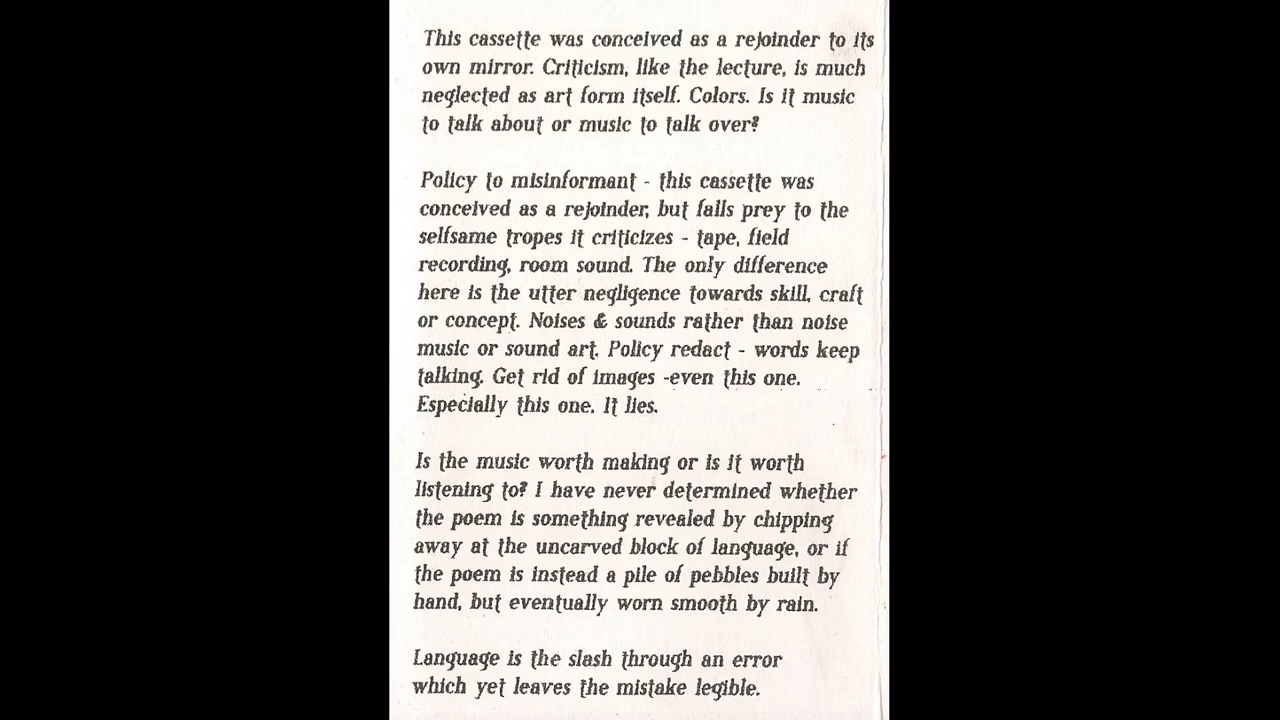 This cassette was conceived as a rejoinder to its
own mirror. Criticism, like the lecture, is much
neglected as art form itself. Colors. Is it music
to talk about or music to talk over?
Policy to misinformant - this cassette was
conceived as a rejoinder, but falls prey to the
selfsame tropes it criticizes - tape, field
recording, room sound. The only difference
here is the utter negligence towards skill, craft
or concept. Noises & sounds rather than noise
music or sound art. Policy redact - words keep
talking. Get rid of images -even this one.
Especially this one. It lies.
Is the music worth making or is it worth
listening to? I have never determined whether
the poem is something revealed by chipping
away at the uncarved block of language, or if
the poem is instead a pile of pebbles built by
hand, but eventually worn smooth by rain.
Language is the slash through an error
which yet leaves the mistake legible.